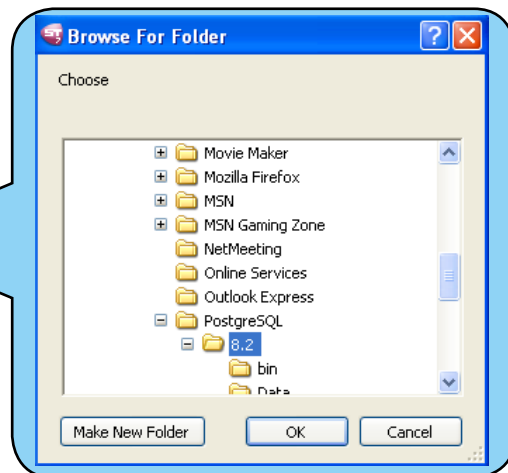 Browse For Folder
Choose
Movie Maker
Mozilla Firefox
MSN
MSN Gaming Zone
NetMeeting
Online Services
Outlook Express
PostgreSQL
8.2
bin
Data
Make New Folder
OK
Cancel